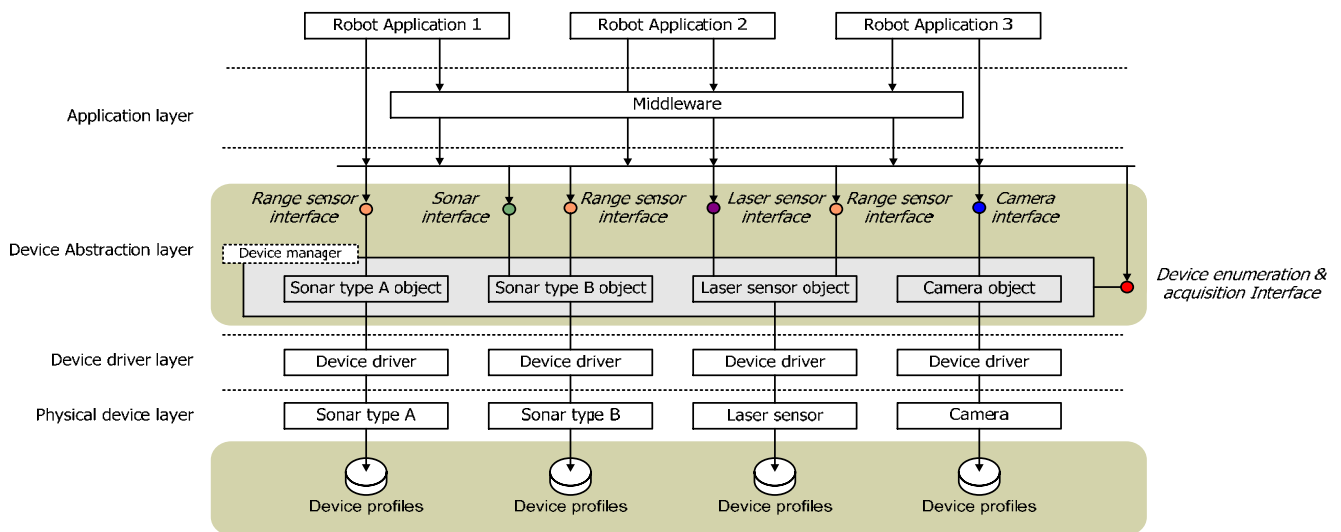 Robot Application 1
Robot Application 2
Robot Application 3
Application layer
Middleware
Range sensor
interface
Sonar
interface
Range sensor
interface
Laser sensor
interface
Range sensor
interface
Camera
interface
Device Abstraction layer
Device manager
Sonar type A object
Sonar type B object
Laser sensor object
Camera object
Device enumeration &
acquisition Interface
Device driver layer
Device driver
Device driver
Device driver
Device driver
Physical device layer
Sonar type A
Sonar type B
Laser sensor
Camera
Device profiles
Device profiles
Device profiles
Device profiles